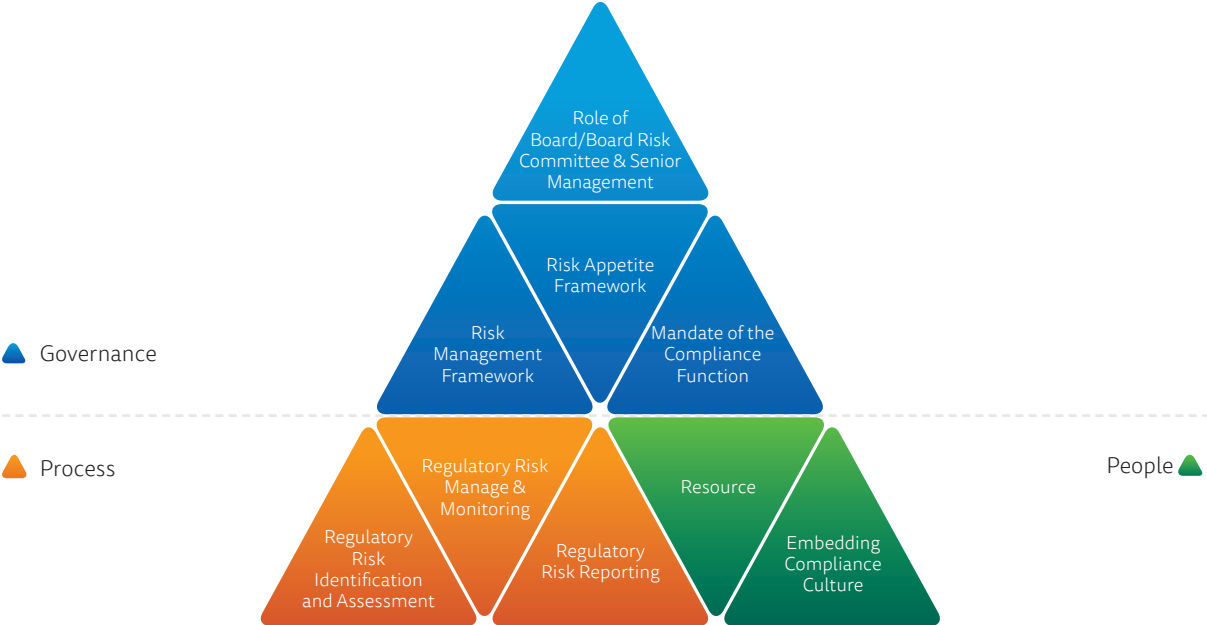 Role of
Board/Board Risk
Committee & Senior
Management
Risk Appetite
Framework
Risk
Management
Framework
Mandate of the
Compliance
Function
Governance
Process
People
Regulatory Risk
Manage &
Monitoring
Resource
Regulatory
Risk
Identification
and Assessment
Regulatory
Risk Reporting
Embedding
Compliance
Culture